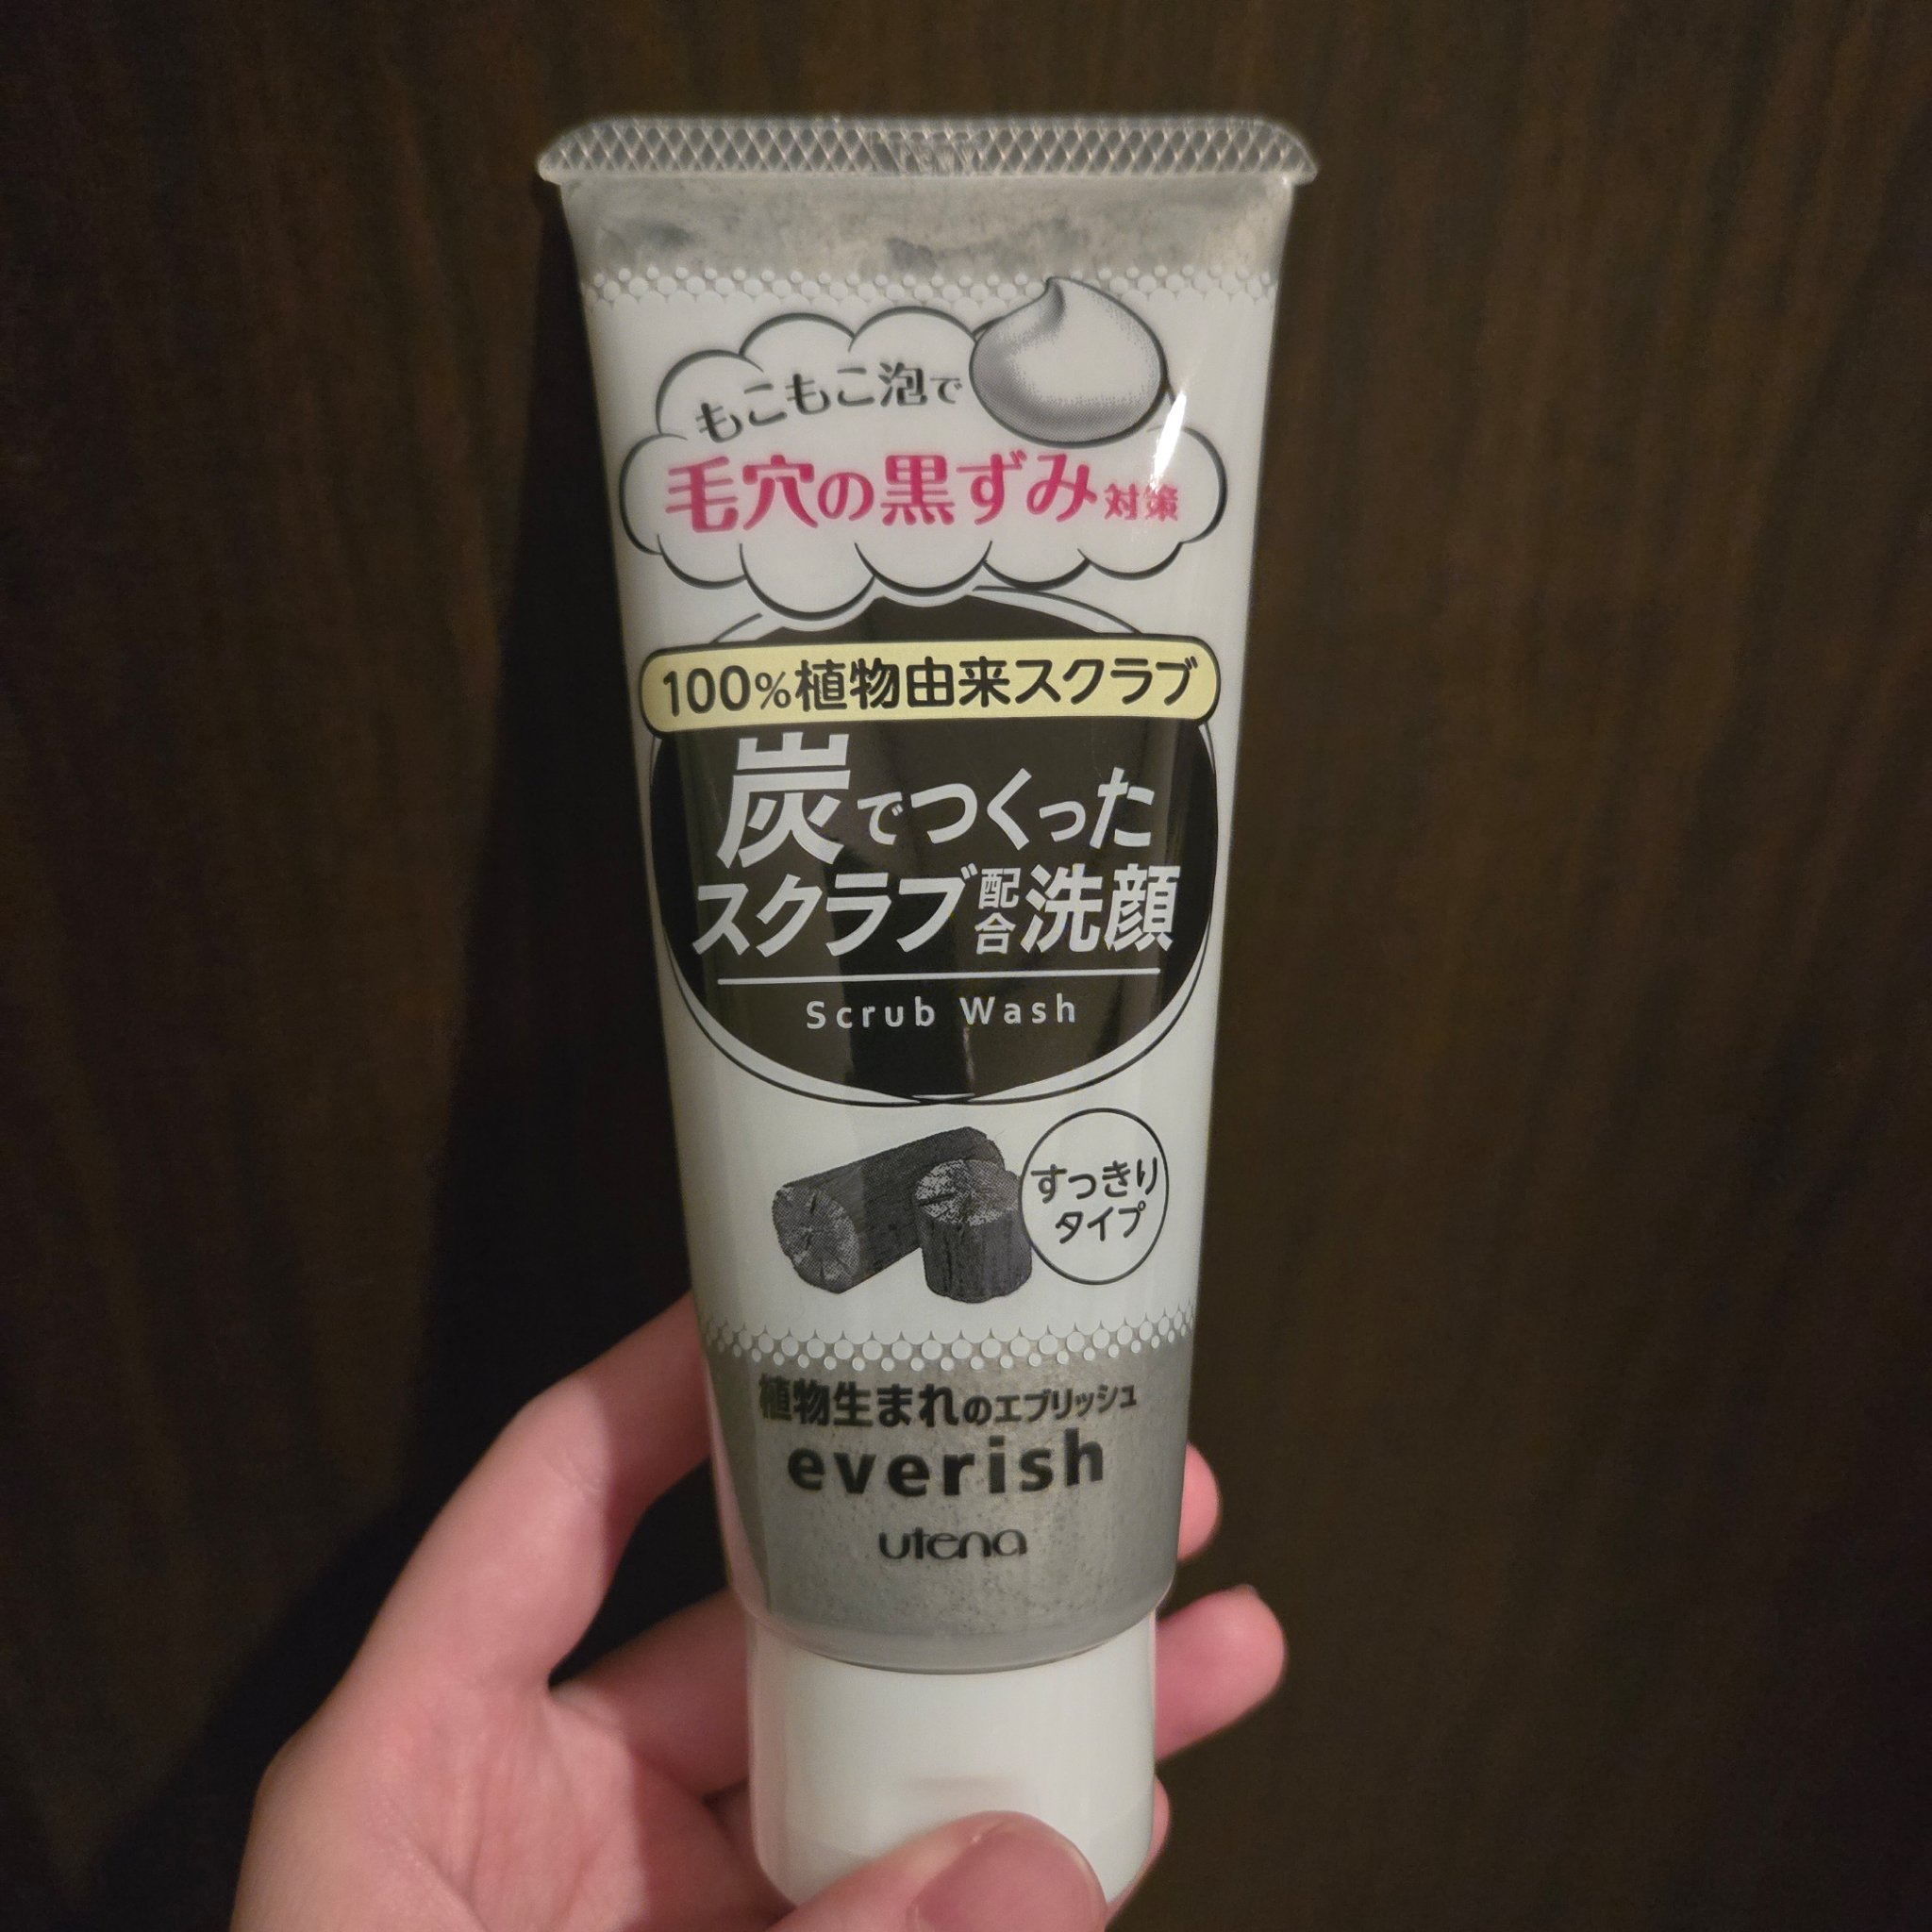 もこもこ泡で
毛穴の黒ずみ対策
100%植物由来スクラブ
炭でつくった
スクラブ配合洗顔
Scrub Wash
すっきり
タイプ
植物生まれのエブリッシュ
everish
utena